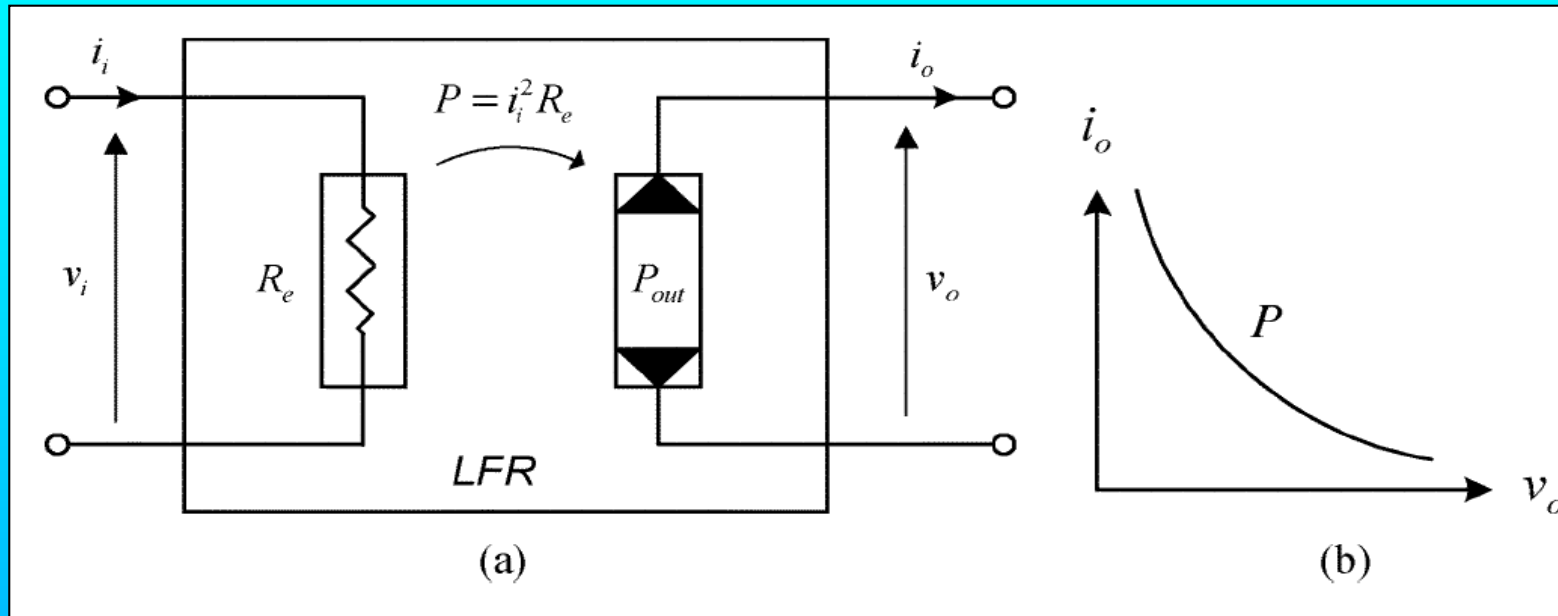 i_i
P = i_i^2 R_e
i_o
v_i
R_e
P_out
v_o
LFR
(a)
i_o
P
v_o
(b)